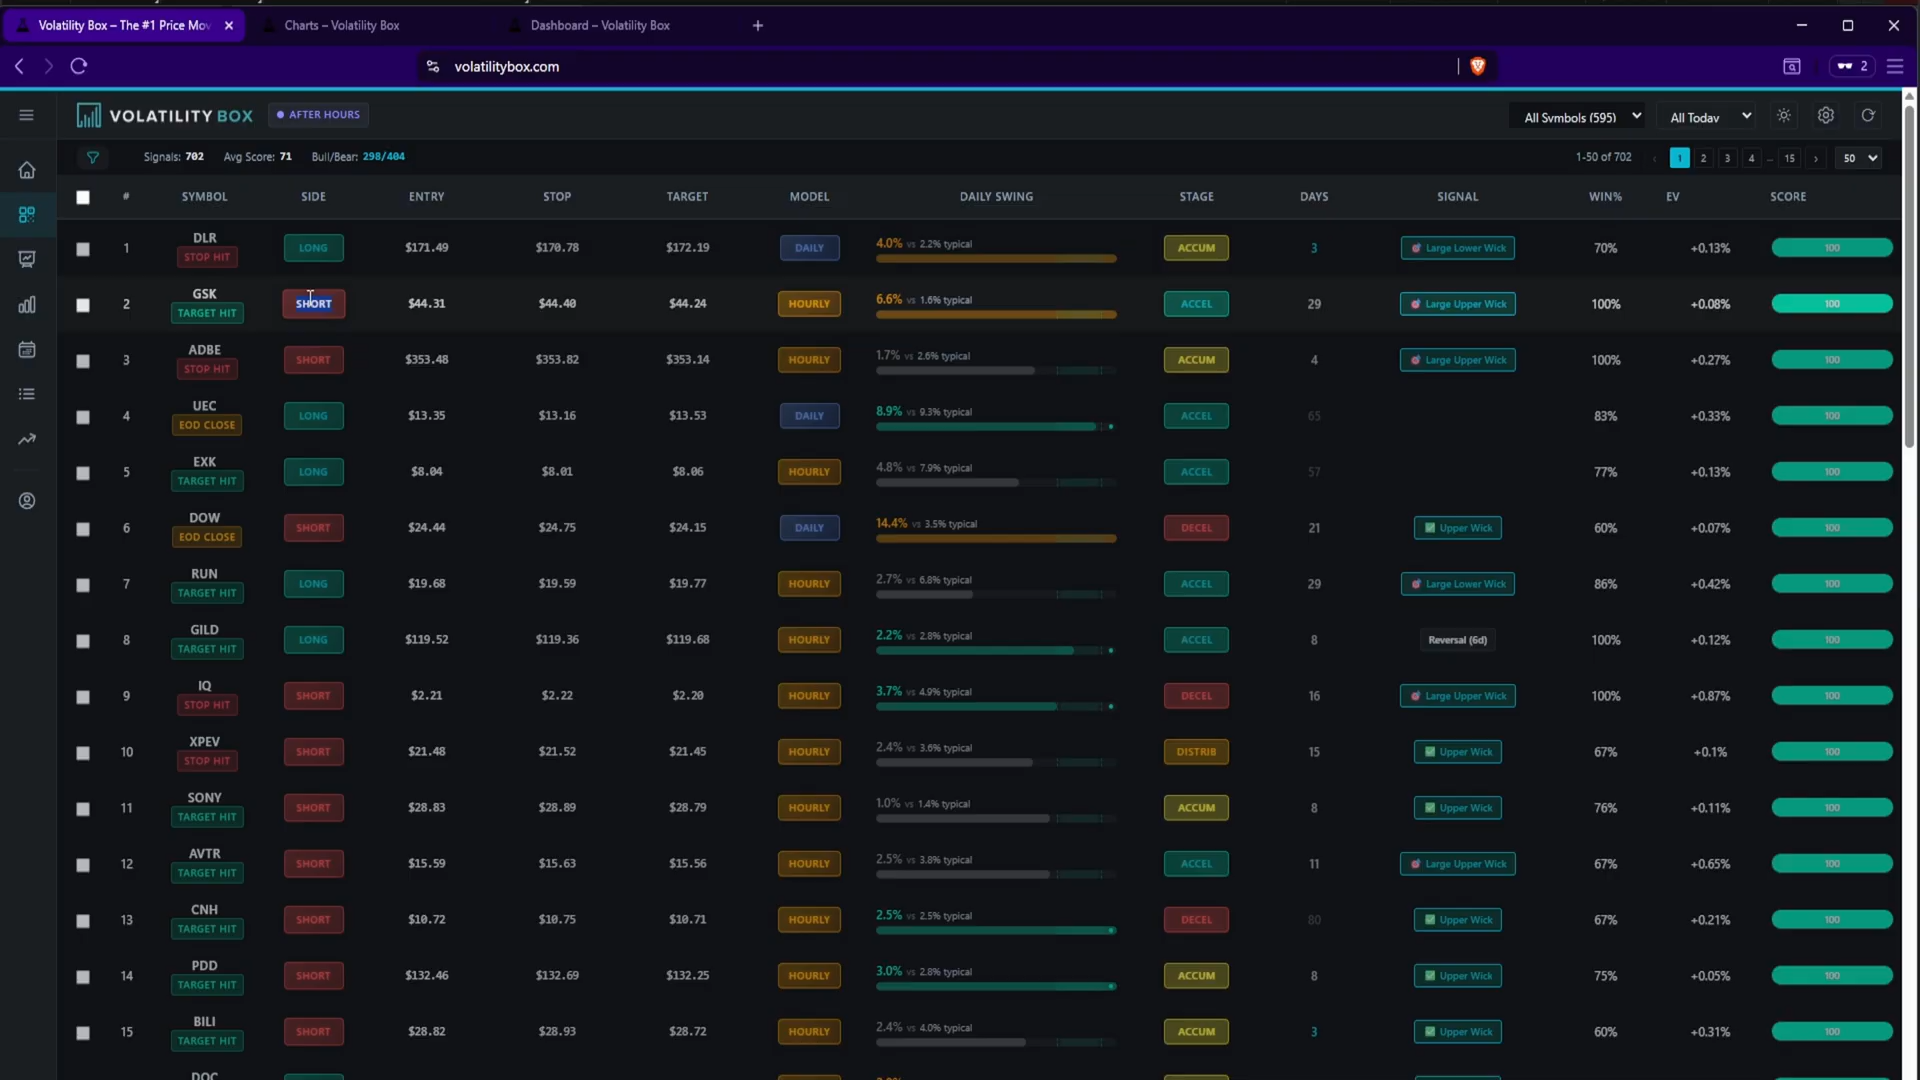 Volatility Box – The #1 Price Mov
Charts – Volatility Box
Dashboard – Volatility Box
volatilitybox.com
2
VOLATILITY BOX
AFTER HOURS
All Symbols (595)
All Today
Signals: 702 Avg Score: 71 Bull/Bear: 298/404
1-50 of 702 ‹ 1 2 3 4 ... 15 › 50
# SYMBOL SIDE ENTRY STOP TARGET MODEL DAILY SWING STAGE DAYS SIGNAL WIN% EV SCORE
1 DLR STOP HIT LONG $171.49 $170.78 $172.19 DAILY 4.0% vs 2.2% typical ACCUM 3 Large Lower Wick 70% +0.13% 100
2 GSK TARGET HIT SHORT $44.31 $44.40 $44.24 HOURLY 6.6% vs 1.6% typical ACCEL 29 Large Upper Wick 100% +0.08% 100
3 ADBE STOP HIT SHORT $353.48 $353.82 $353.14 HOURLY 1.7% vs 2.6% typical ACCUM 4 Large Upper Wick 100% +0.27% 100
4 UEC EOD CLOSE LONG $13.35 $13.16 $13.53 DAILY 8.9% vs 9.3% typical ACCEL 65 83% +0.33% 100
5 EXK TARGET HIT LONG $8.04 $8.01 $8.06 HOURLY 4.8% vs 7.9% typical ACCEL 57 77% +0.13% 100
6 DOW EOD CLOSE SHORT $24.44 $24.75 $24.15 DAILY 14.4% vs 3.5% typical DECEL 21 Upper Wick 60% +0.07% 100
7 RUN TARGET HIT LONG $19.68 $19.59 $19.77 HOURLY 2.7% vs 6.8% typical ACCEL 29 Large Lower Wick 86% +0.42% 100
8 GILD TARGET HIT LONG $119.52 $119.36 $119.68 HOURLY 2.2% vs 2.8% typical ACCEL 8 Reversal (6d) 100% +0.12% 100
9 IQ STOP HIT SHORT $2.21 $2.22 $2.20 HOURLY 3.7% vs 4.9% typical DECEL 16 Large Upper Wick 100% +0.87% 100
10 XPEV STOP HIT SHORT $21.48 $21.52 $21.45 HOURLY 2.4% vs 3.6% typical DISTRIB 15 Upper Wick 67% +0.1% 100
11 SONY TARGET HIT SHORT $28.83 $28.89 $28.79 HOURLY 1.0% vs 1.4% typical ACCUM 8 Upper Wick 76% +0.11% 100
12 AVTR TARGET HIT SHORT $15.59 $15.63 $15.56 HOURLY 2.5% vs 3.8% typical ACCEL 11 Large Upper Wick 67% +0.65% 100
13 CNH TARGET HIT SHORT $10.72 $10.75 $10.71 HOURLY 2.5% vs 2.5% typical DECEL 80 Upper Wick 67% +0.21% 100
14 PDD TARGET HIT SHORT $132.46 $132.69 $132.25 HOURLY 3.0% vs 2.8% typical ACCUM 8 Upper Wick 75% +0.05% 100
15 BILI TARGET HIT SHORT $28.82 $28.93 $28.72 HOURLY 2.4% vs 4.0% typical ACCUM 3 Upper Wick 60% +0.31% 100